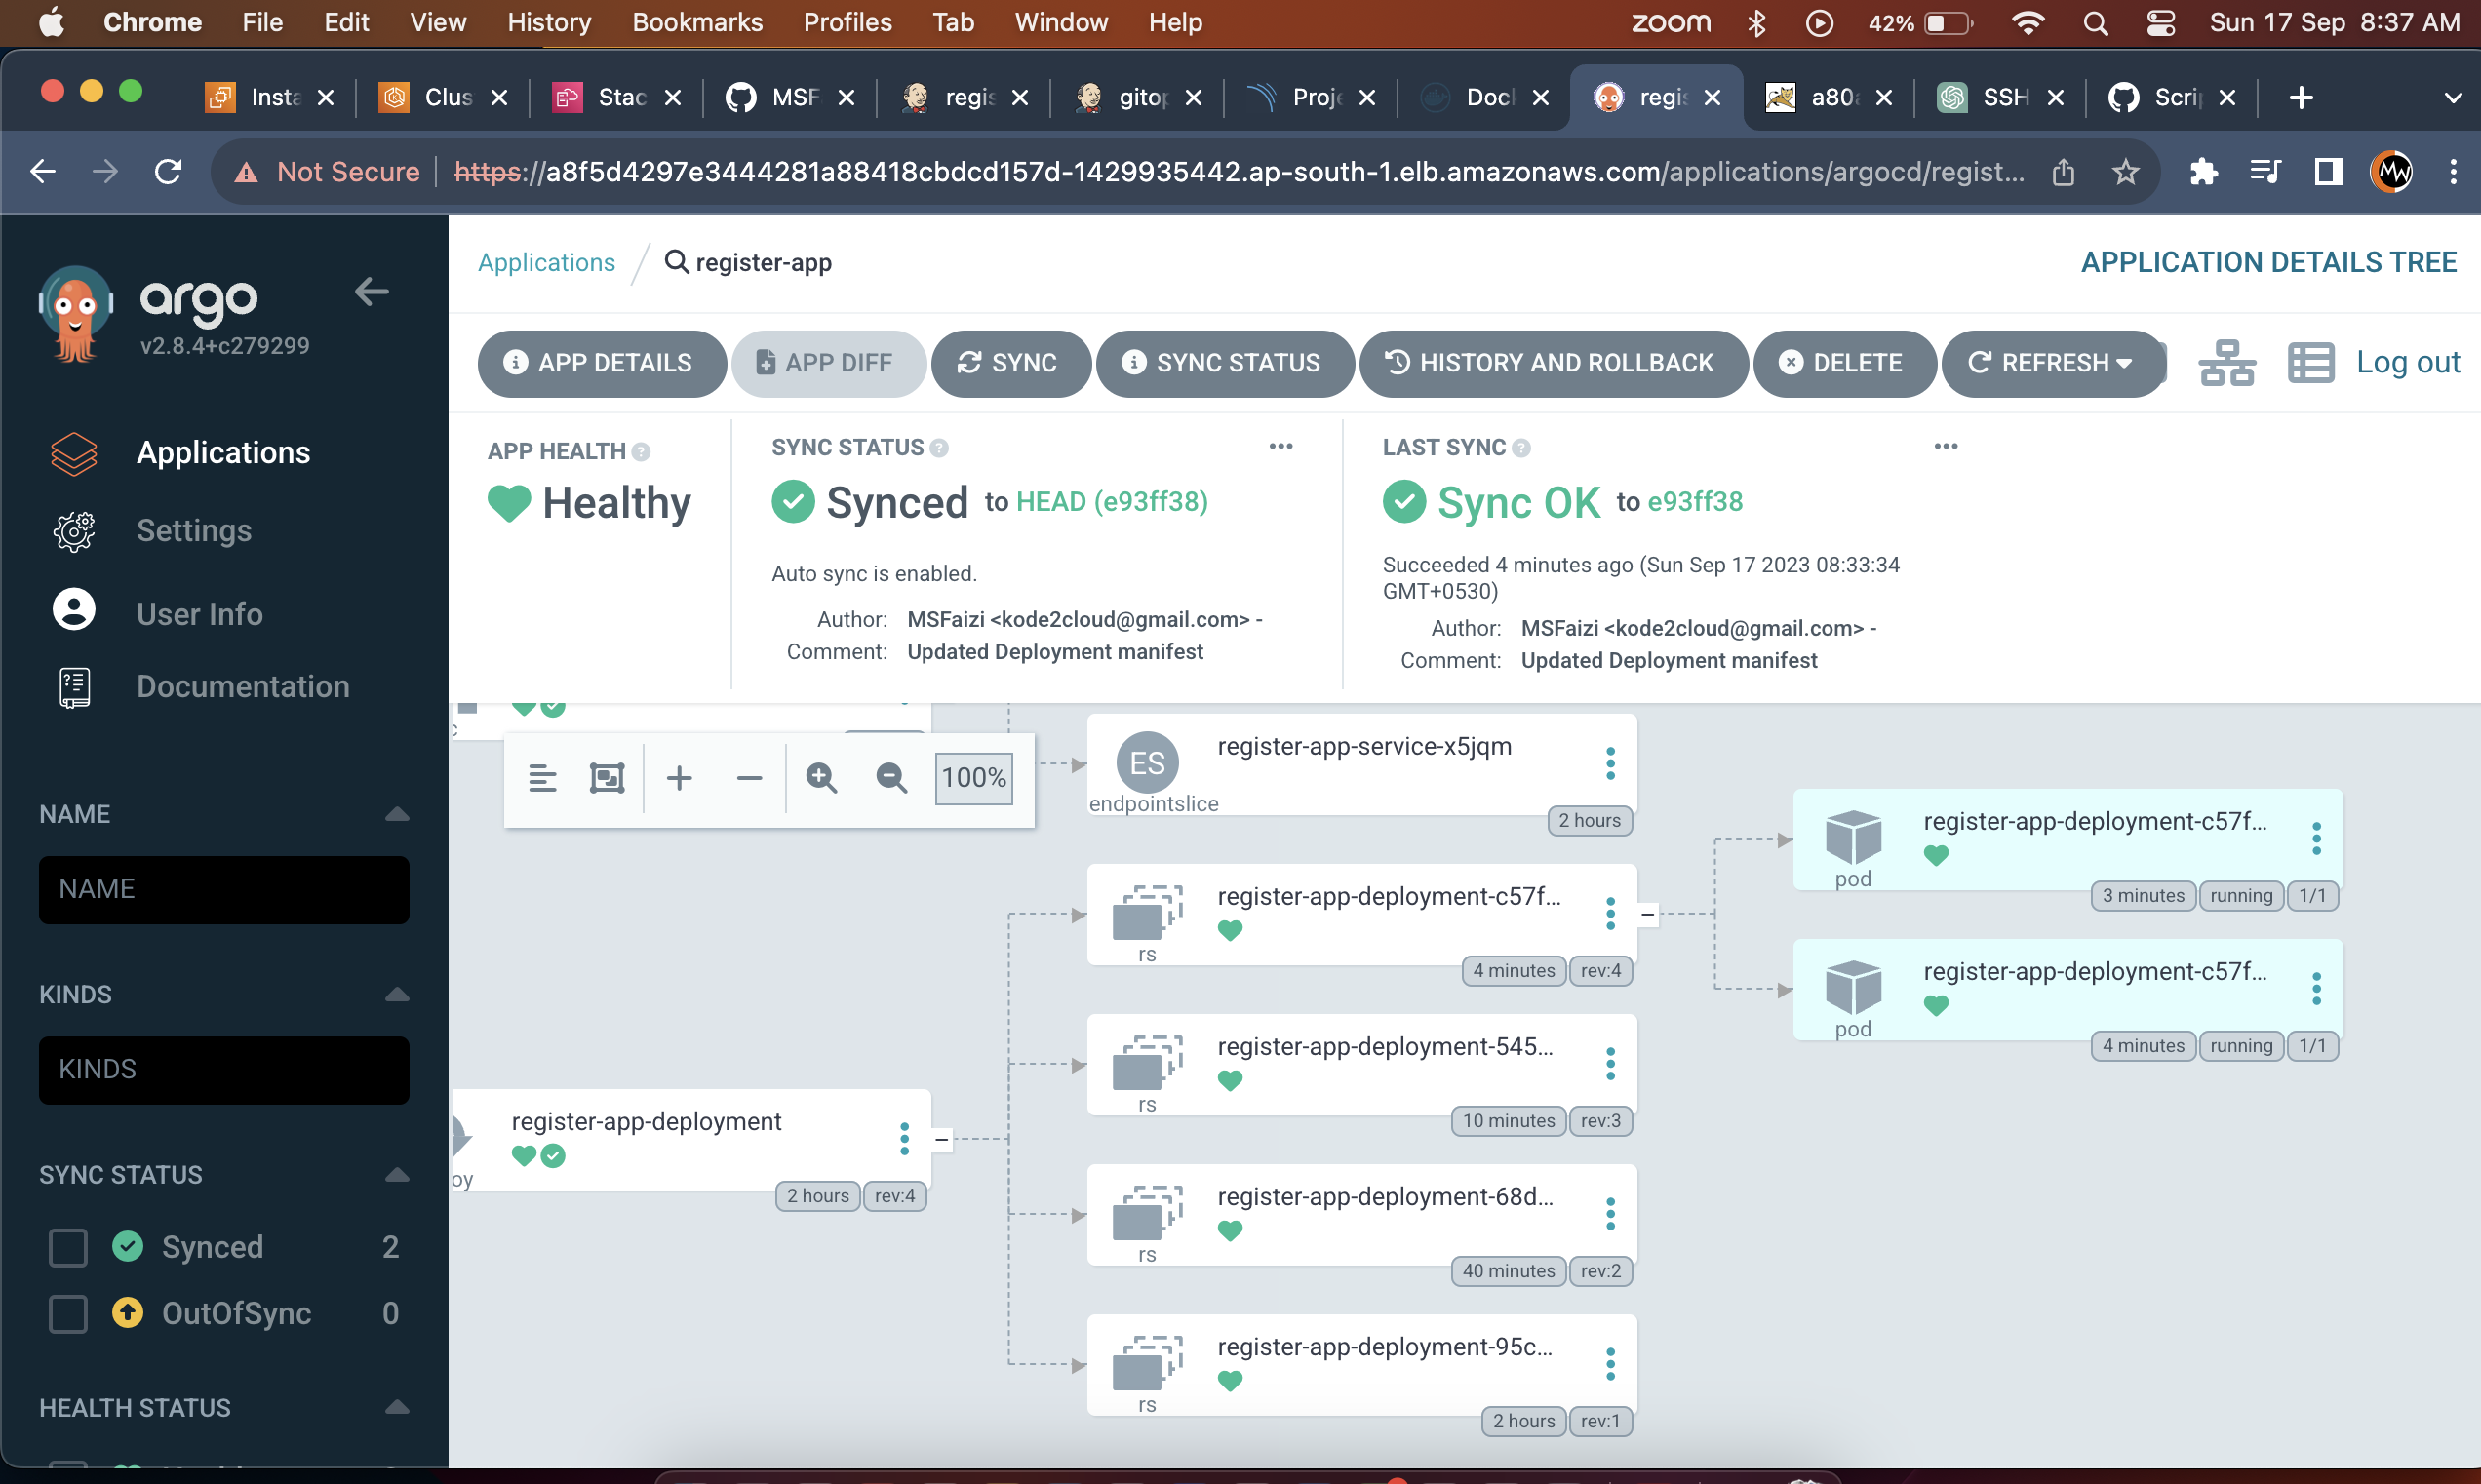 Chrome File Edit View History Bookmarks Profiles Tab Window Help zoom 42% Sun 17 Sep 8:37 AM
Insta Clus Stac MSF regis gitop Proje Doc regis a80 SSH Scrip
Not Secure https://a8f5d4297e3444281a88418cbdcd157d-1429935442.ap-south-1.elb.amazonaws.com/applications/argocd/regist...
argo
v2.8.4+c279299
Applications
Settings
User Info
Documentation
NAME
NAME
KINDS
KINDS
SYNC STATUS
Synced 2
OutOfSync 0
HEALTH STATUS
Applications / register-app
APPLICATION DETAILS TREE
APP DETAILS APP DIFF SYNC SYNC STATUS HISTORY AND ROLLBACK DELETE REFRESH Log out
APP HEALTH
Healthy
SYNC STATUS
Synced to HEAD (e93ff38)
Auto sync is enabled.
Author: MSFaizi <kode2cloud@gmail.com> -
Comment: Updated Deployment manifest
LAST SYNC
Sync OK to e93ff38
Succeeded 4 minutes ago (Sun Sep 17 2023 08:33:34
GMT+0530)
Author: MSFaizi <kode2cloud@gmail.com> -
Comment: Updated Deployment manifest
100%
ES
endpointslice
register-app-service-x5jqm
2 hours
register-app-deployment
oy
2 hours rev:4
register-app-deployment-c57f...
rs
4 minutes rev:4
register-app-deployment-545...
rs
10 minutes rev:3
register-app-deployment-68d...
rs
40 minutes rev:2
register-app-deployment-95c...
rs
2 hours rev:1
register-app-deployment-c57f...
pod
3 minutes running 1/1
register-app-deployment-c57f...
pod
4 minutes running 1/1